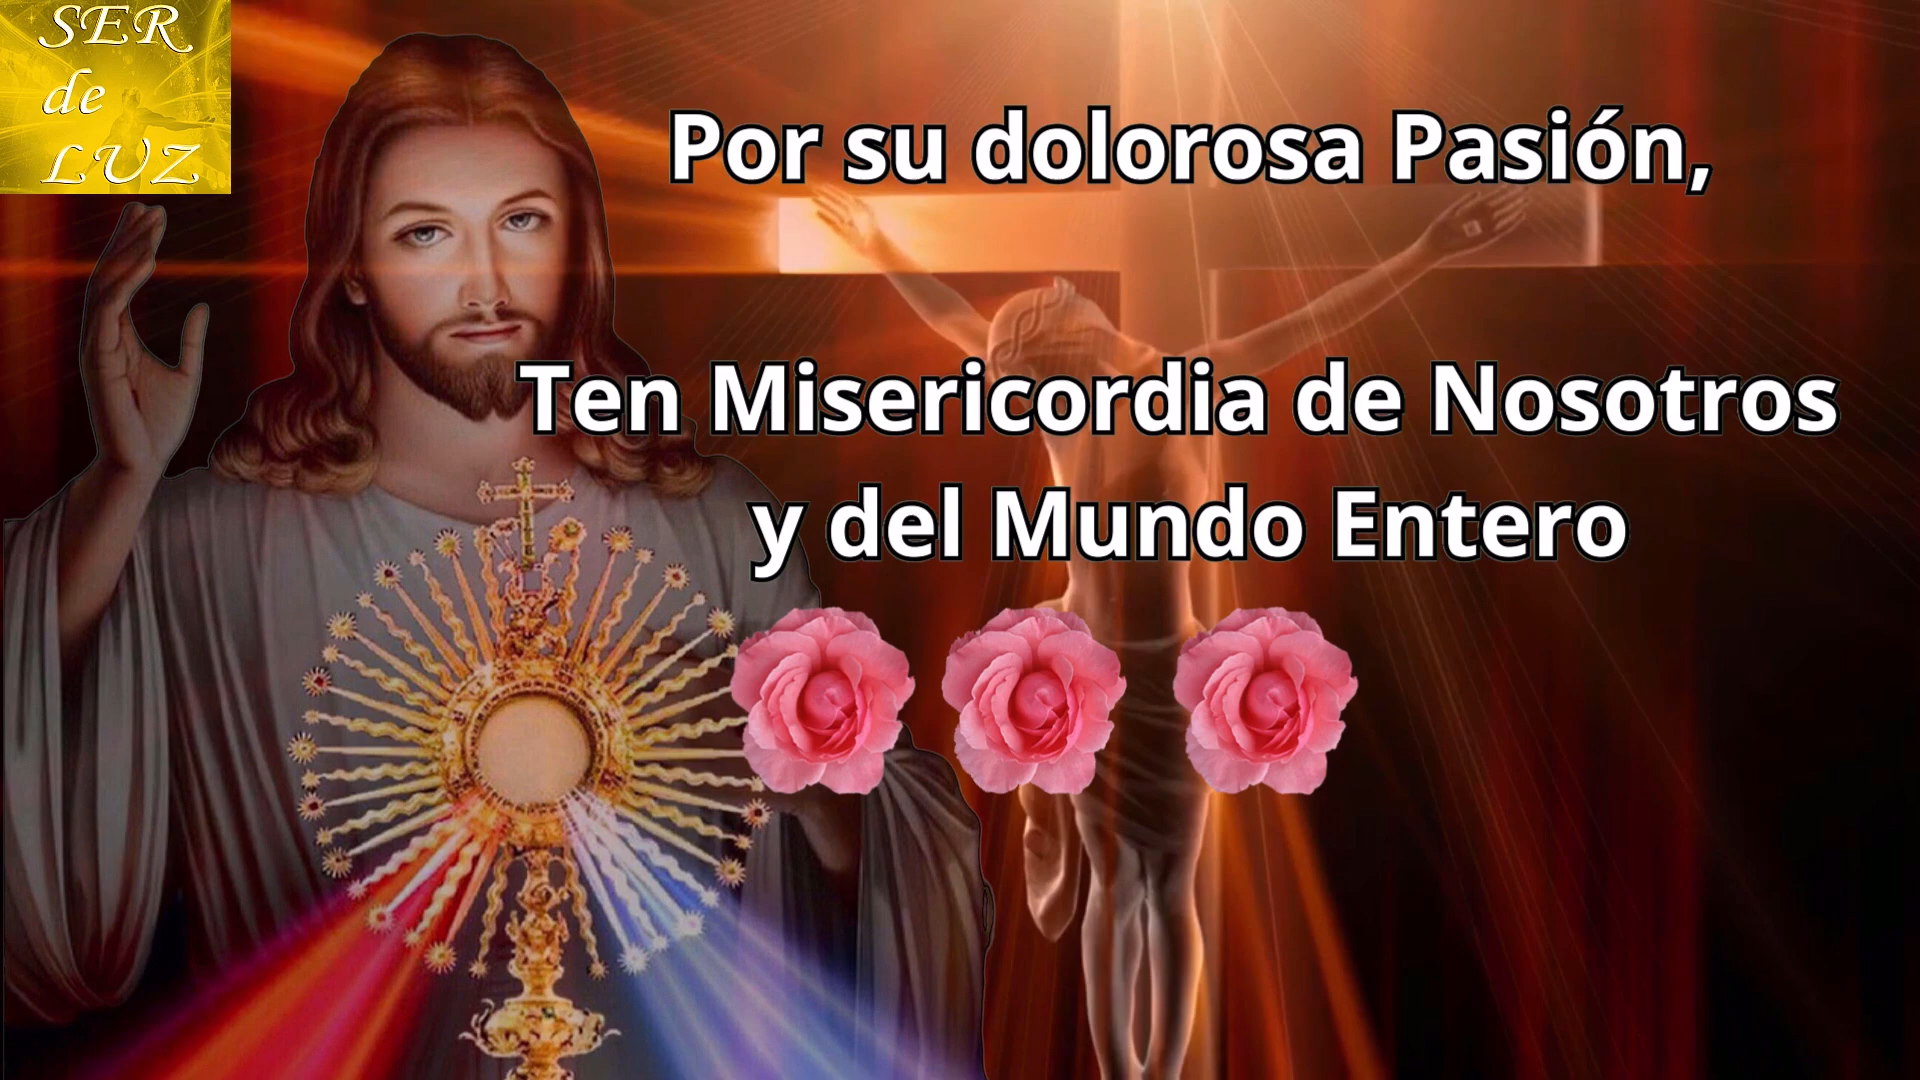 SER
de
LUZ
Por su dolorosa Pasión,
Ten Misericordia de Nosotros
y del Mundo Entero